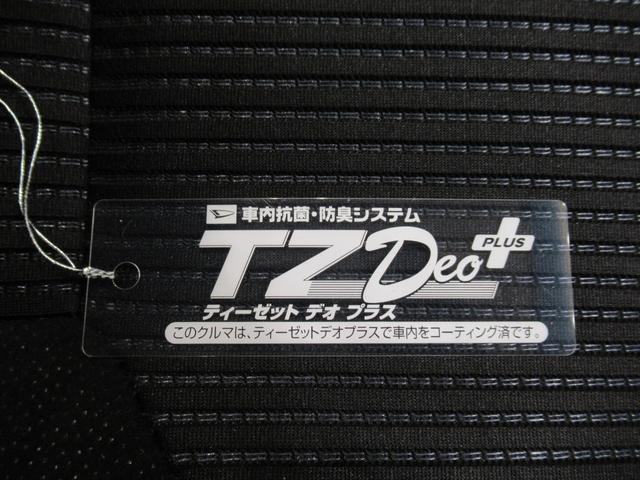 車内抗菌・防臭システム
TZ Deo PLUS
ティーゼット デオ プラス
このクルマは、ティーゼットデオプラスで車内をコーティング済です。